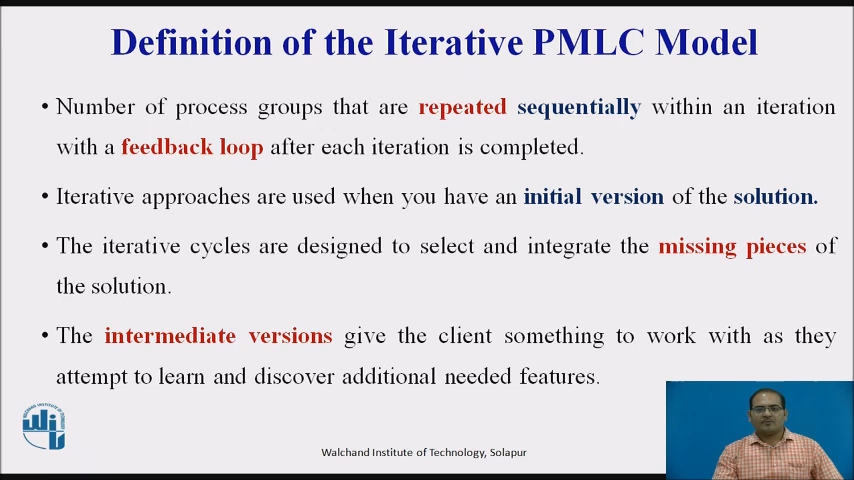 Definition of the Iterative PMLC Model
• Number of process groups that are repeated sequentially within an iteration
with a feedback loop after each iteration is completed.
• Iterative approaches are used when you have an initial version of the solution.
• The iterative cycles are designed to select and integrate the missing pieces of
the solution.
• The intermediate versions give the client something to work with as they
attempt to learn and discover additional needed features.
Walchand Institute of Technology, Solapur